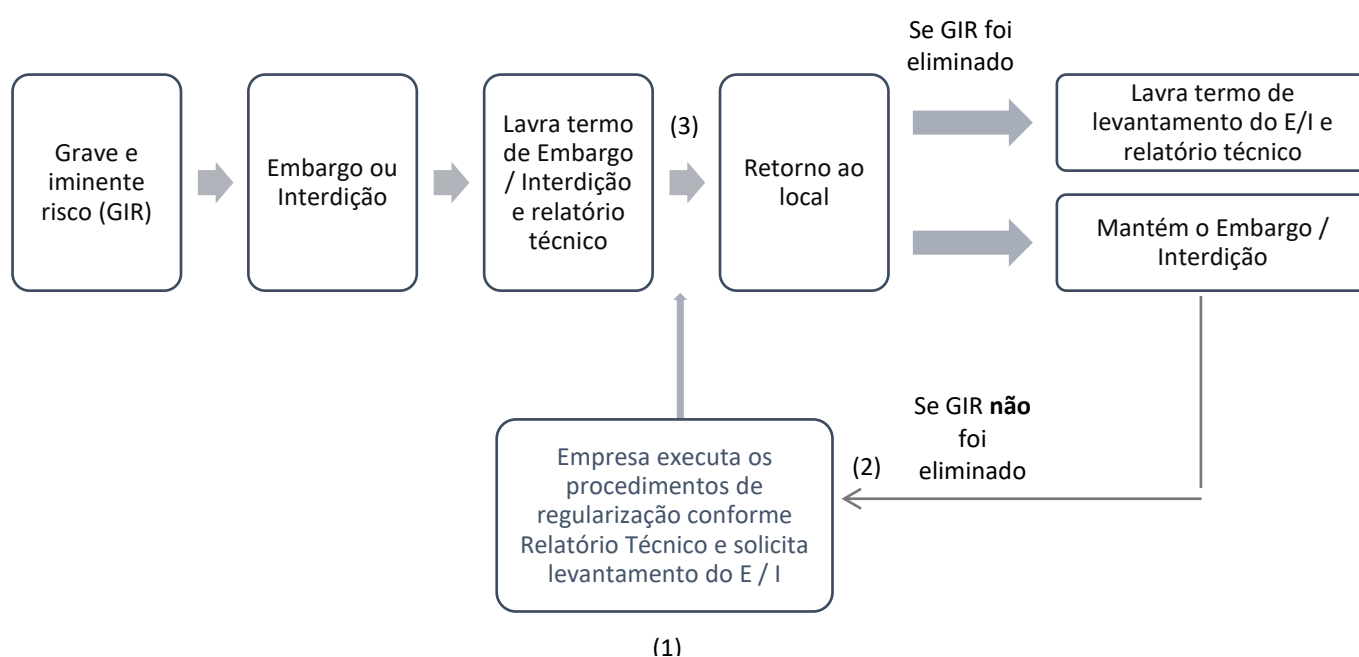 Grave e
iminente
risco (GIR)
Embargo ou
Interdição
Lavra termo
de Embargo
/ Interdição
e relatório
técnico
(3)
Retorno ao
local
Se GIR foi
eliminado
Lavra termo de
levantamento do E/I e
relatório técnico
Mantém o Embargo /
Interdição
Se GIR não
foi
eliminado
(2)
Empresa executa os
procedimentos de
regularização conforme
Relatório Técnico e solicita
levantamento do E / I
(1)